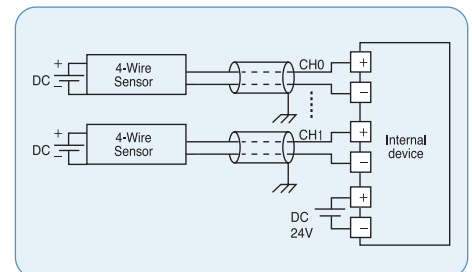 4-Wire
Sensor
DC + −
CH0
+
−
4-Wire
Sensor
DC + −
CH1
+
−
Internal
device
+
−
DC
24V